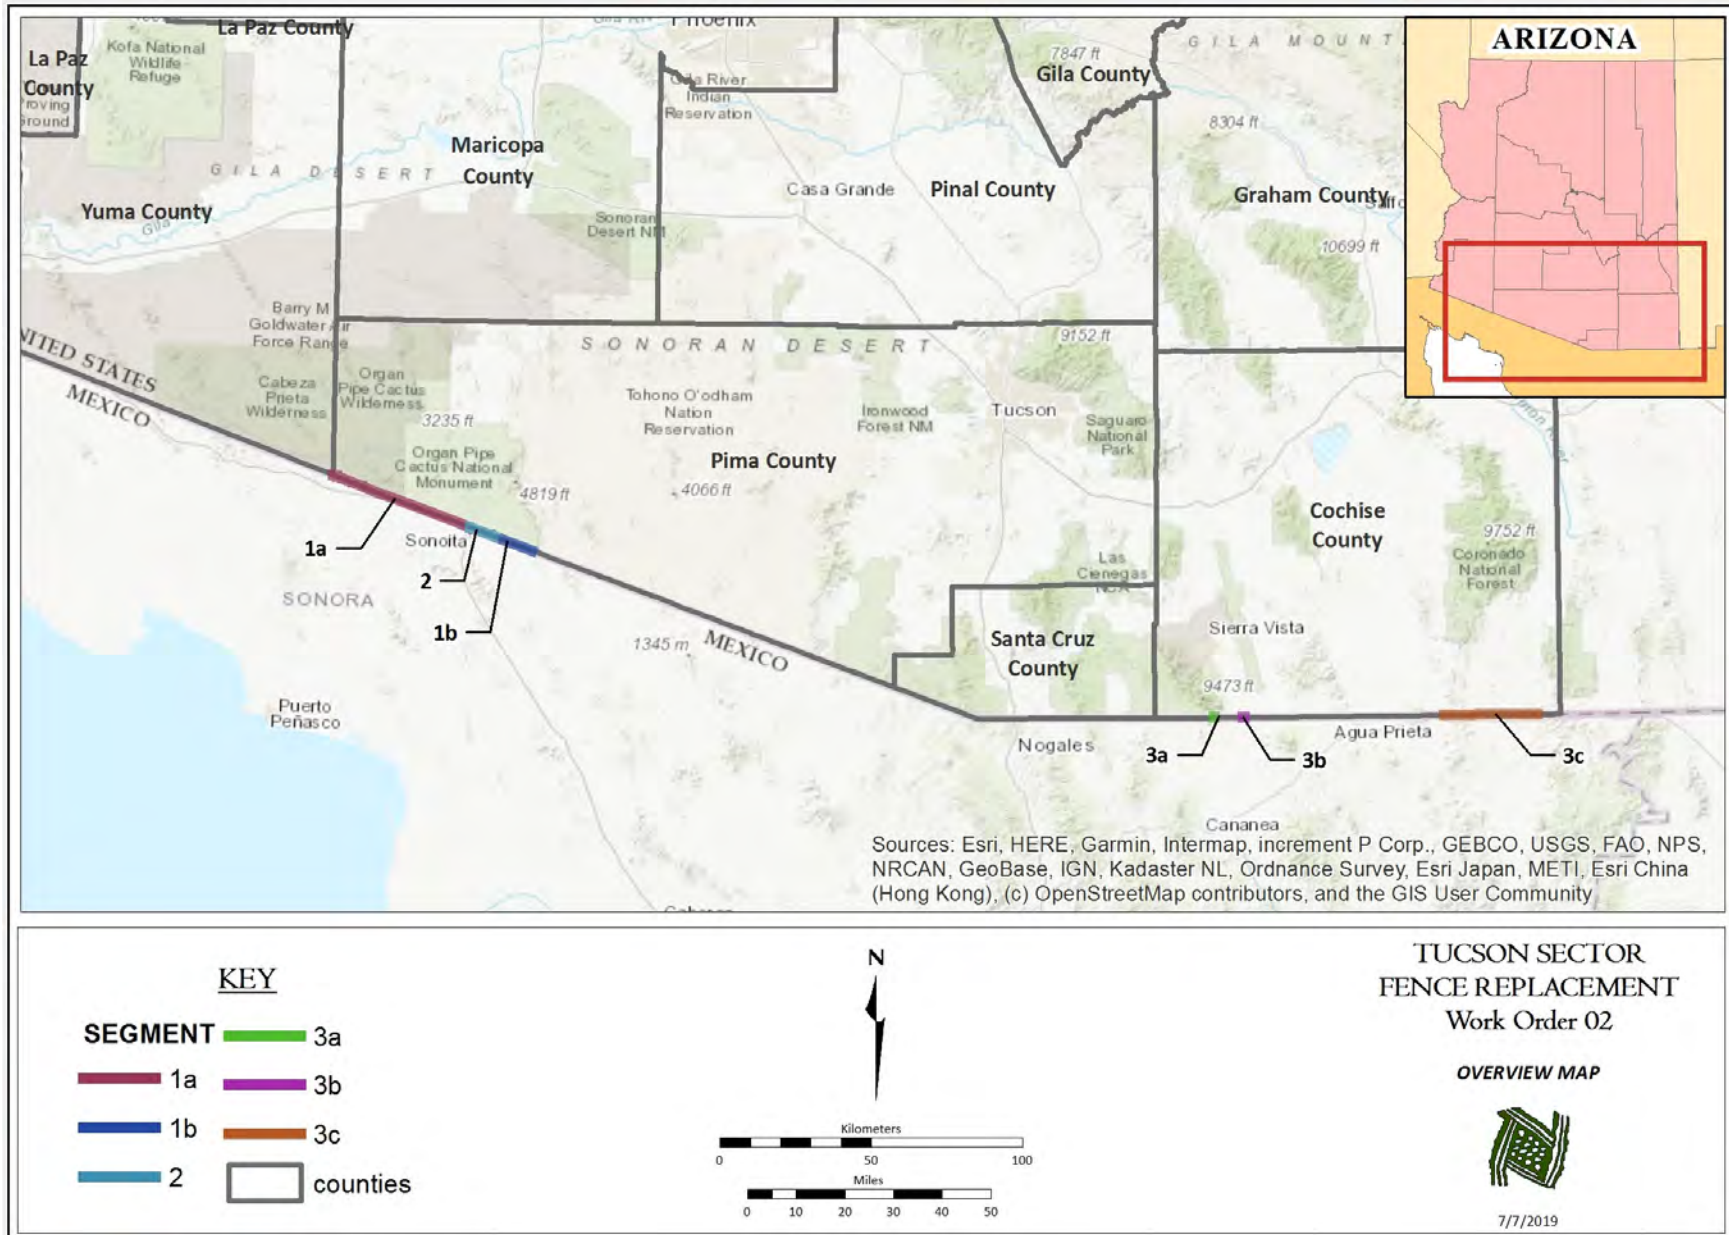 La Paz County
Phoenix
Kofa National
Wildlife
Refuge
La Paz
County
Proving
Ground
Gila River
Indian
Reservation
7847 ft
Gila County
GILA MOUNT
ARIZONA
8304 ft
Maricopa
County
GILA DESERT
Casa Grande
Pinal County
Graham County
Yuma County
Gila
Sonoran
Desert NM
10699 ft
Barry M
Goldwater Air
Force Range
UNITED STATES
MEXICO
SONORAN DESERT
9152 ft
Cabeza
Prieta
Wilderness
Organ
Pipe Cactus
Wilderness
3235 ft
Tohono O'odham
Nation
Reservation
Ironwood
Forest NM
Tucson
Saguaro
National
Park
Organ Pipe
Cactus National
Monument
Pima County
4819 ft
4066 ft
Cochise
County
9752 ft
Coronado
National
Forest
1a
Sonoita
2
1b
SONORA
Las
Cienegas
NCA
1345 m
MEXICO
Santa Cruz
County
Sierra Vista
9473 ft
Puerto
Peñasco
Nogales
3a
3b
Agua Prieta
3c
Cananea
Sources: Esri, HERE, Garmin, Intermap, increment P Corp., GEBCO, USGS, FAO, NPS,
NRCAN, GeoBase, IGN, Kadaster NL, Ordnance Survey, Esri Japan, METI, Esri China
(Hong Kong), (c) OpenStreetMap contributors, and the GIS User Community
KEY
SEGMENT
1a
1b
2
3a
3b
3c
counties
N
Kilometers
0 50 100
Miles
0 10 20 30 40 50
TUCSON SECTOR
FENCE REPLACEMENT
Work Order 02
OVERVIEW MAP
7/7/2019